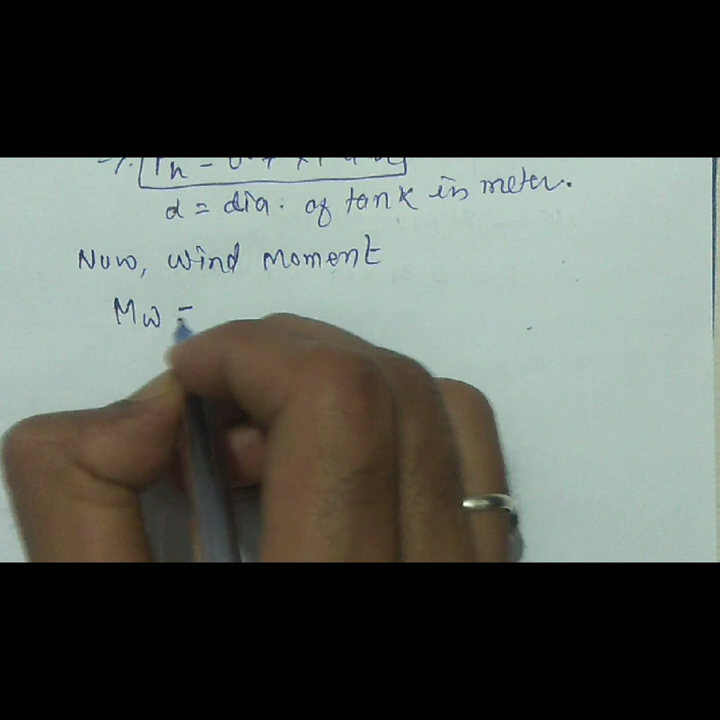 d = dia. of tank in meter.
Now, Wind Moment
Mw =